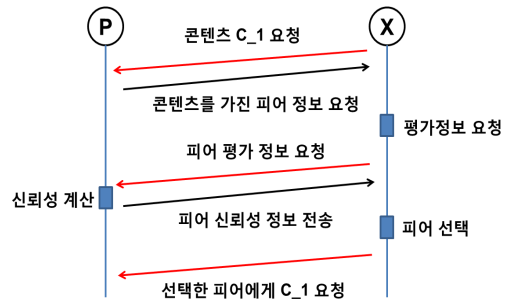 P
X
콘텐츠 C_1 요청
콘텐츠를 가진 피어 정보 요청
평가정보 요청
피어 평가 정보 요청
신뢰성 계산
피어 신뢰성 정보 전송
피어 선택
선택한 피어에게 C_1 요청